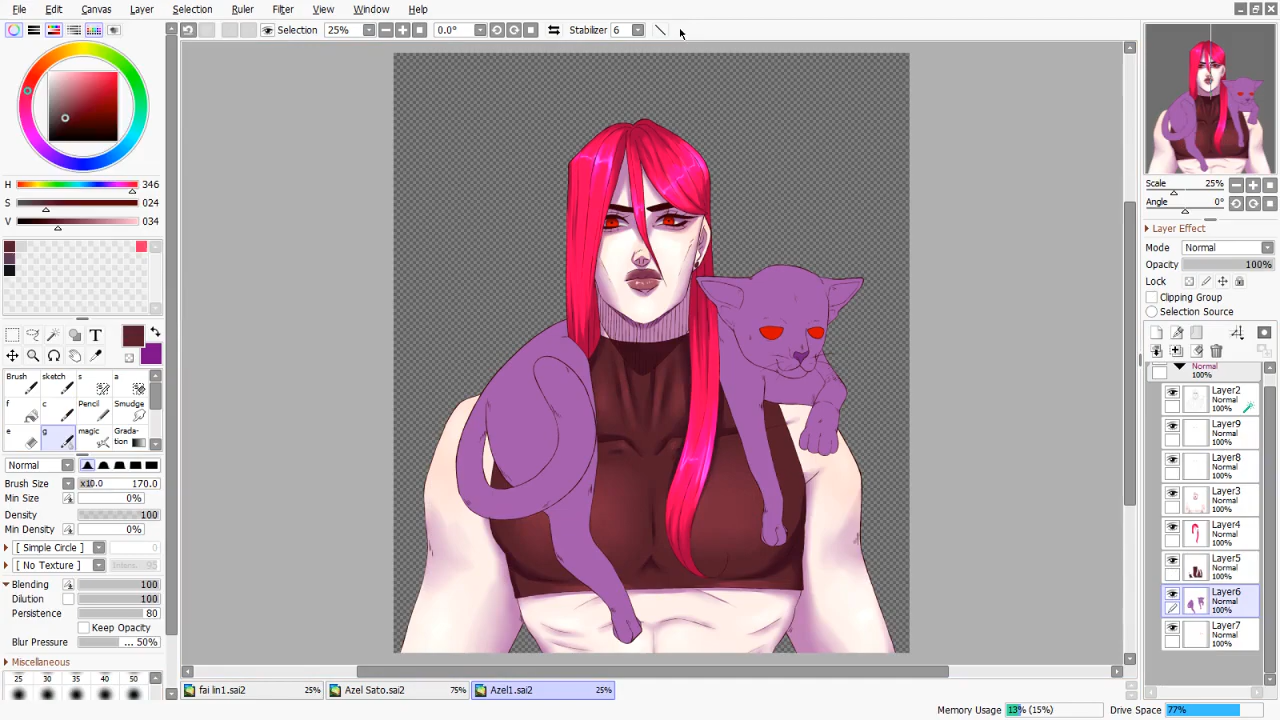 File Edit Canvas Layer Selection Ruler Filter View Window Help
Selection 25% 0.0° Stabilizer 6
H 346
S 024
V 034
T
Brush sketch s a
f c Pencil Smudge
e g magic Grada-
tion
Normal
Brush Size x10.0 170.0
Min Size 0%
Density 100
Min Density 0%
[ Simple Circle ] 0
[ No Texture ] 95
Blending 100
Dilution 100
Persistence 80
Keep Opacity
Blur Pressure ... 50%
Miscellaneous
25 30 35 40 50
fai lin1.sai2 25% Azel Sato.sai2 75% Azel1.sai2 25%
Scale 25%
Angle 0°
Layer Effect
Mode Normal
Opacity 100%
Lock
Clipping Group
Selection Source
Normal
100%
Layer2
Normal
100%
Layer9
Normal
100%
Layer8
Normal
100%
Layer3
Normal
100%
Layer4
Normal
100%
Layer5
Normal
100%
Layer6
Normal
100%
Layer7
Normal
100%
Memory Usage 13% (15%) Drive Space 77%